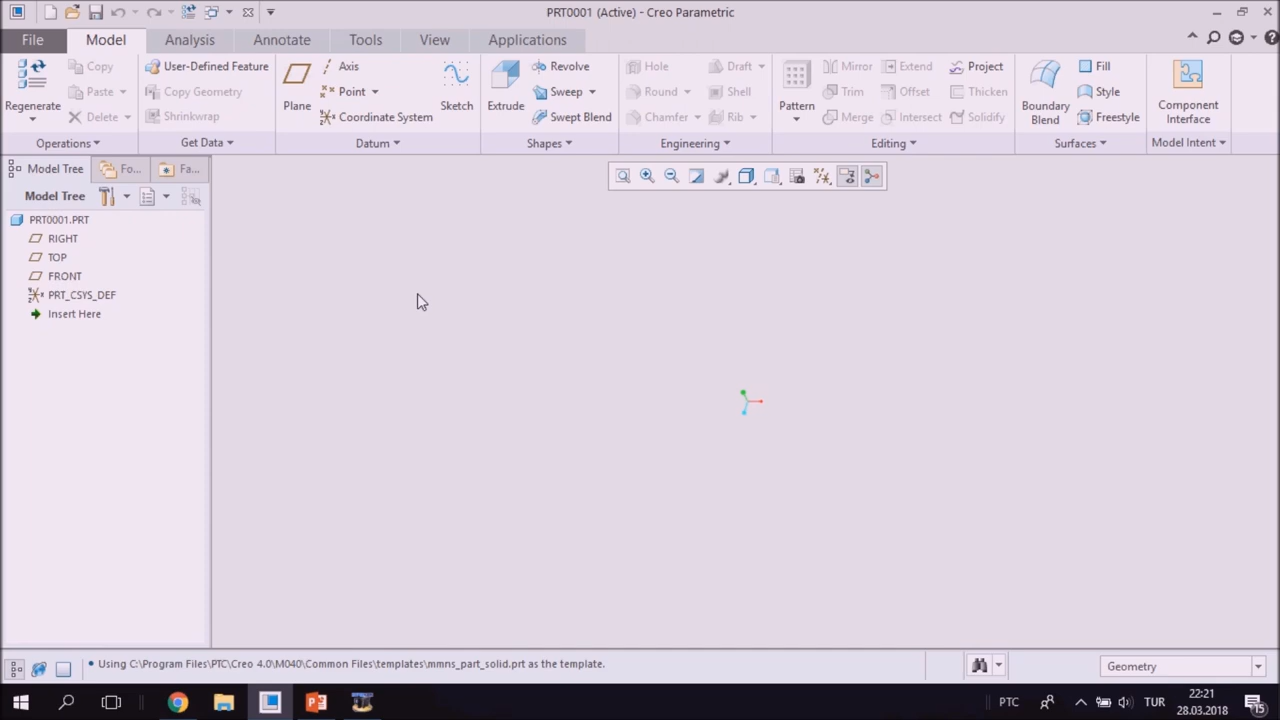 PRT0001 (Active) - Creo Parametric
File Model Analysis Annotate Tools View Applications
Regenerate
Copy
Paste
Delete
Operations
User-Defined Feature
Copy Geometry
Shrinkwrap
Get Data
Plane
Axis
Point
Coordinate System
Sketch
Datum
Extrude
Revolve
Sweep
Swept Blend
Shapes
Hole
Round
Chamfer
Draft
Shell
Rib
Engineering
Pattern
Mirror
Trim
Merge
Extend
Offset
Intersect
Project
Thicken
Solidify
Editing
Boundary
Blend
Fill
Style
Freestyle
Surfaces
Component
Interface
Model Intent
Model Tree Fo... Fa...
Model Tree
PRT0001.PRT
RIGHT
TOP
FRONT
PRT_CSYS_DEF
Insert Here
• Using C:\Program Files\PTC\Creo 4.0\M040\Common Files\templates\mmns_part_solid.prt as the template.
Geometry
PTC
TUR
22:21
28.03.2018
15